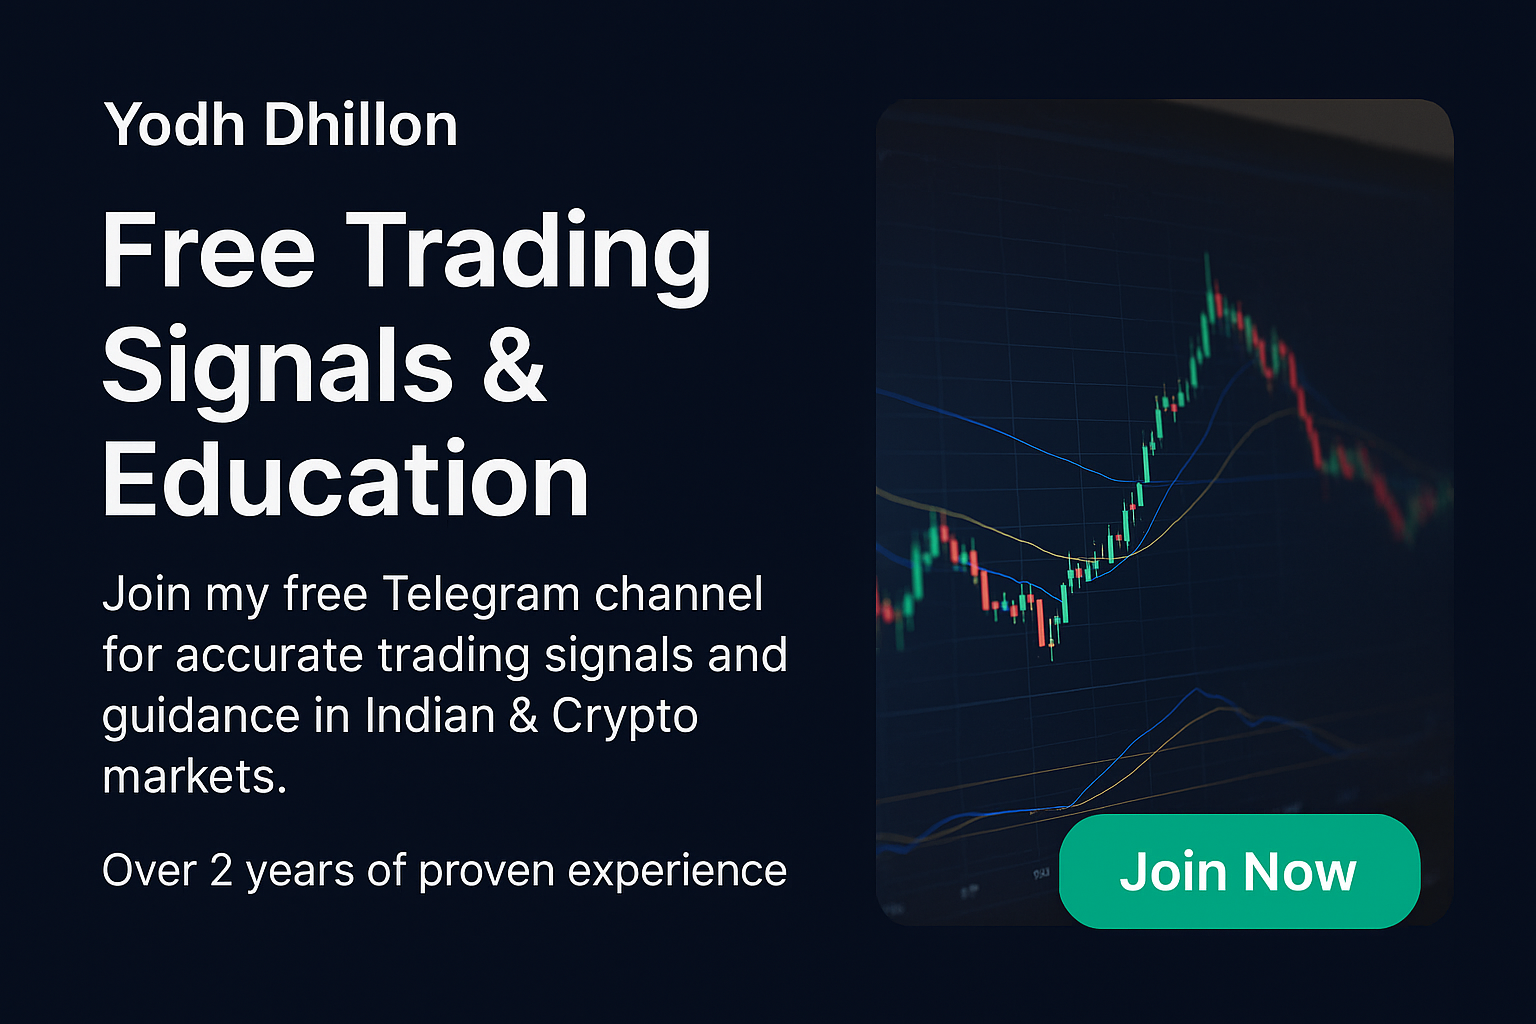 Yodh Dhillon
Free Trading
Signals &
Education
Join my free Telegram channel
for accurate trading signals and
guidance in Indian & Crypto
markets.
Over 2 years of proven experience
Join Now